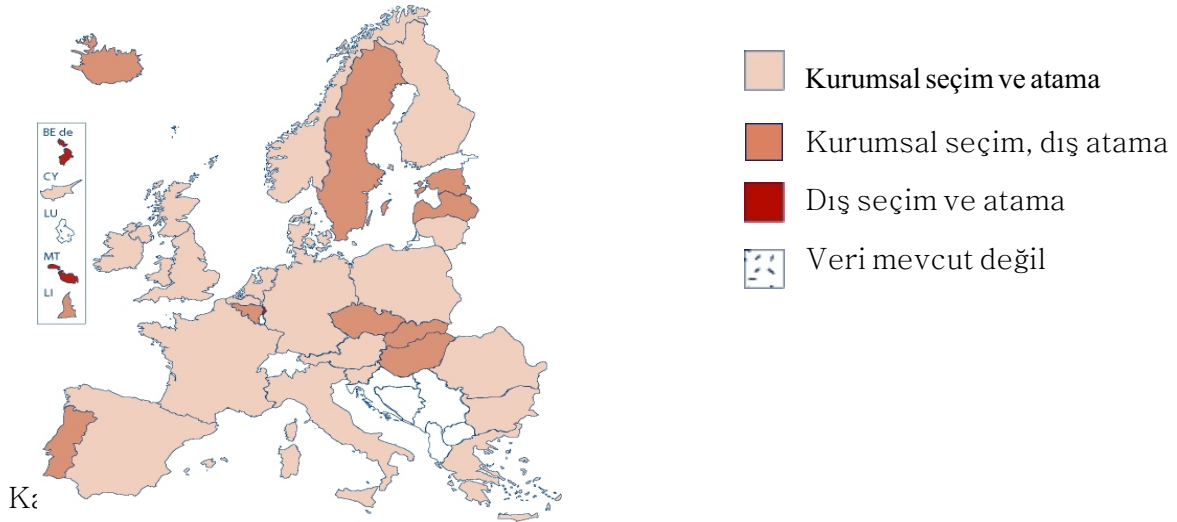 BE de
CY
LU
MT
LI
Kurumsal seçim ve atama
Kurumsal seçim, dış atama
Dış seçim ve atama
Veri mevcut değil